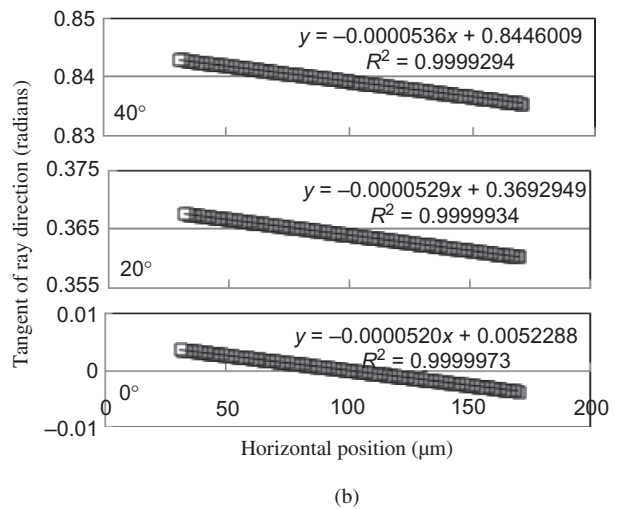 Tangent of ray direction (radians)
0.85
0.84
0.83
y = –0.0000536x + 0.8446009
R² = 0.9999294
40°
0.375
0.365
0.355
y = –0.0000529x + 0.3692949
R² = 0.9999934
20°
0.01
0
–0.01
y = –0.0000520x + 0.0052288
R² = 0.9999973
0°
0 50 100 150 200
Horizontal position (µm)
(b)